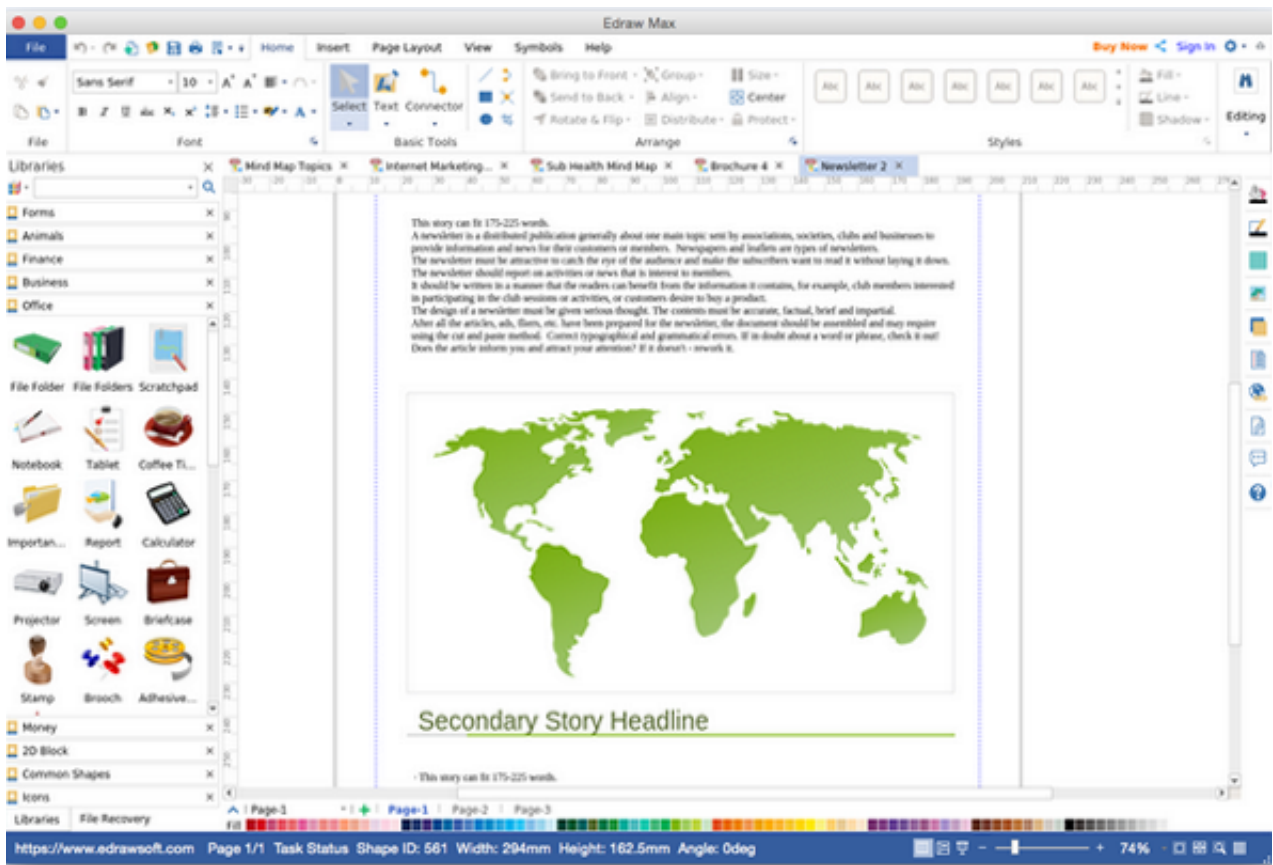 Edraw Max
File Home Insert Page Layout View Symbols Help Buy Now Sign In
Sans Serif 10 Select Text Connector Bring to Front Group Size Abc Abc Abc Abc Abc Abc Abc Fill
Send to Back Align Center Line Editing
Rotate & Flip Distribute Protect Shadow
File Font Basic Tools Arrange Styles
Libraries Mind Map Topics Internet Marketing... Sub Health Mind Map Brochure 4 Newsletter 2
Forms
Animals
Finance
Business
Office
File Folder File Folders Scratchpad
Notebook Tablet Coffee Ti...
Importan... Report Calculator
Projector Screen Briefcase
Stamp Brooch Adhesive...
Money
2D Block
Common Shapes
Icons
Libraries File Recovery
This story can fit 175-225 words.
A newsletter is a distributed publication generally about one main topic sent by associations, societies, clubs and businesses to
provide information and news for their customers or members. Newspapers and leaflets are types of newsletters.
The newsletter must be attractive to catch the eye of the audience and make the subscribers want to read it without laying it down.
The newsletter should report on activities or news that is interest to members.
It should be written in a manner that the readers can benefit from the information it contains, for example, club members interested
in participating in the club sessions or activities, or customers desire to buy a product.
The design of a newsletter must be given serious thought. The contents must be accurate, factual, brief and impartial.
After all the articles, ads, fliers, etc. have been prepared for the newsletter, the document should be assembled and may require
using the cut and paste method. Correct typographical and grammatical errors. If in doubt about a word or phrase, check it out!
Does the article inform you and attract your attention? If it doesn't - rework it.
Secondary Story Headline
· This story can fit 175-225 words.
Page-1 Page-1 Page-2 Page-3
Fill
https://www.edrawsoft.com Page 1/1 Task Status Shape ID: 561 Width: 294mm Height: 162.5mm Angle: 0deg 74%